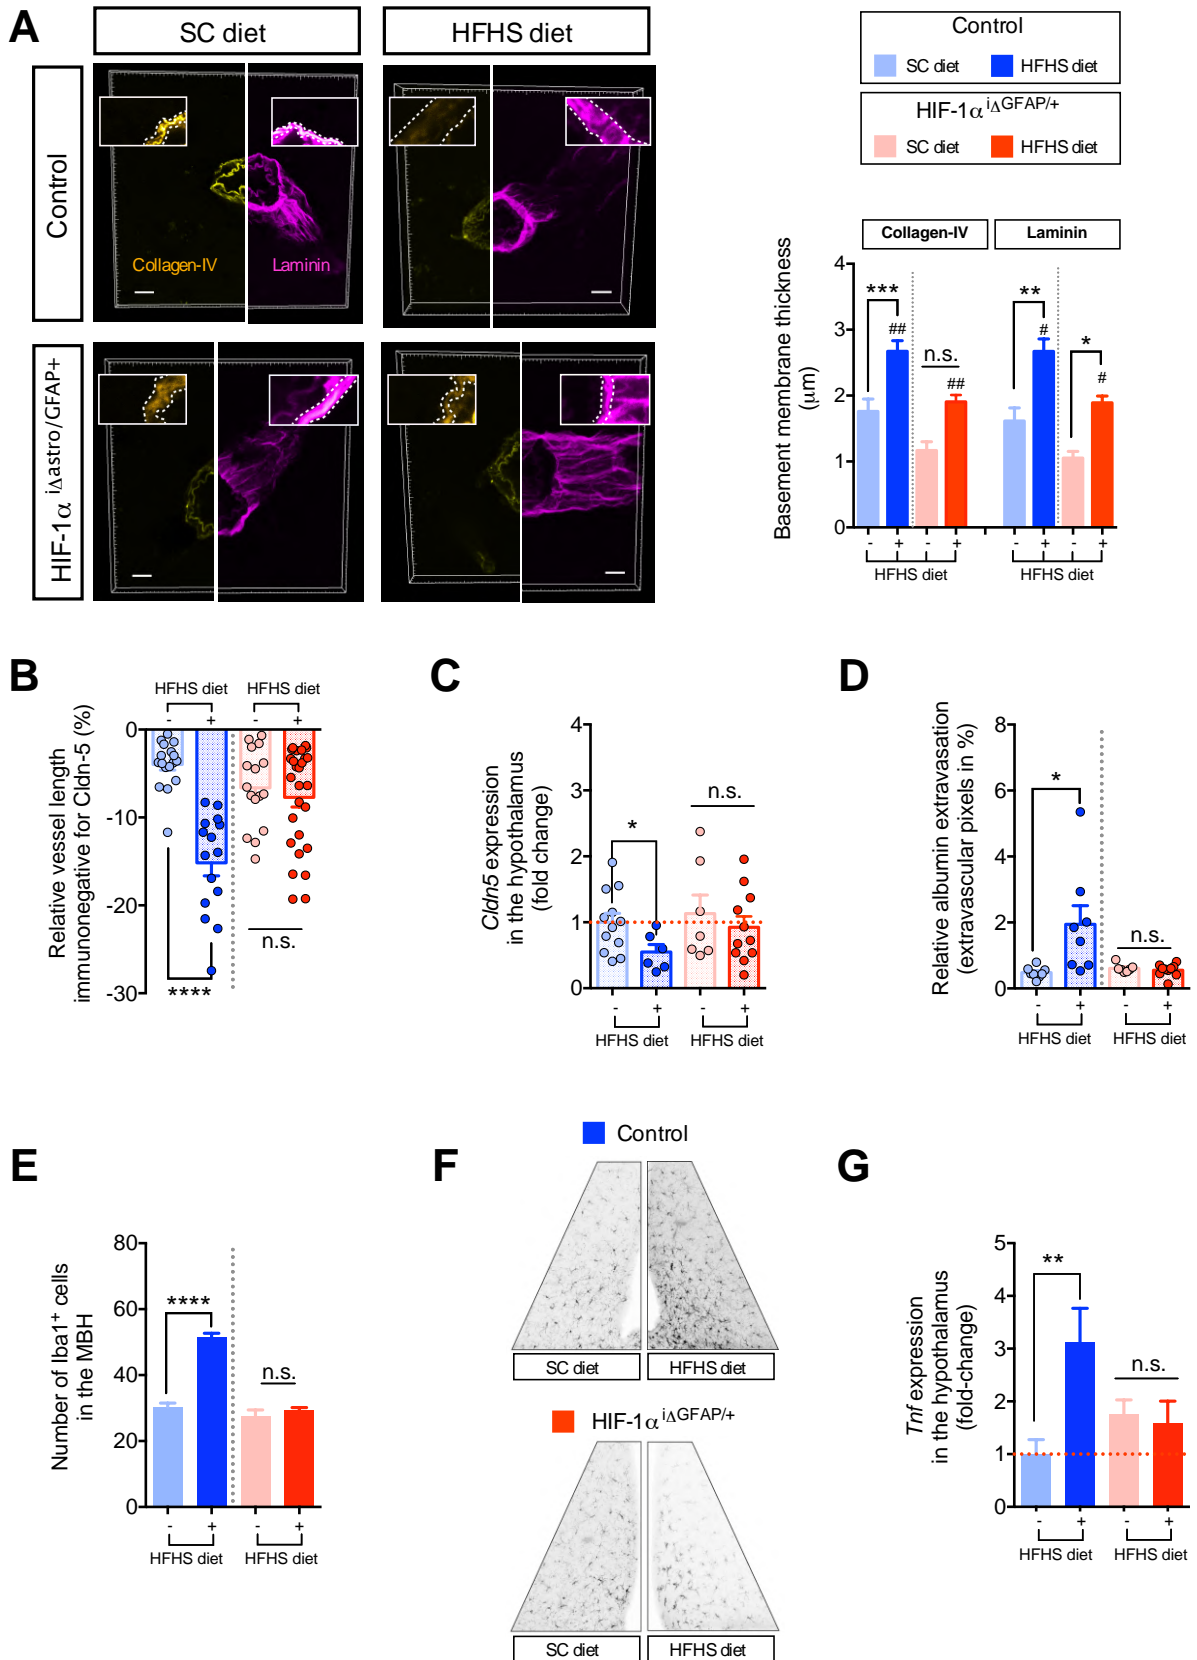 A
SC diet
HFHS diet
Control
SC diet
HFHS diet
HIF-1α iΔGFAP/+
SC diet
HFHS diet
Control
Collagen-IV
Laminin
HIF-1α iΔastro/GFAP+
Collagen-IV
Laminin
Basement membrane thickness
(μm)
4
3
2
1
0
***
##
n.s.
##
**
#
*
#
- + - + - + - +
HFHS diet
HFHS diet
B
HFHS diet
HFHS diet
- + - +
Relative vessel length
immunonegative for Cldn-5 (%)
0
-10
-20
-30
****
n.s.
C
Cldn5 expression
in the hypothalamus
(fold change)
4
3
2
1
0
*
n.s.
- + - +
HFHS diet
HFHS diet
D
Relative albumin extravasation
(extravascular pixels in %)
8
6
4
2
0
*
n.s.
- + - +
HFHS diet
HFHS diet
E
Number of Iba1+ cells
in the MBH
80
60
40
20
0
****
n.s.
- + - +
HFHS diet
HFHS diet
F
Control
SC diet
HFHS diet
HIF-1α iΔGFAP/+
SC diet
HFHS diet
G
Tnf expression
in the hypothalamus
(fold-change)
5
4
3
2
1
0
**
n.s.
- + - +
HFHS diet
HFHS diet